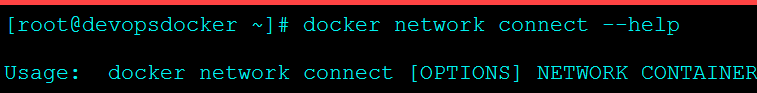 [root@devopsdocker ~]# docker network connect --help
Usage:  docker network connect [OPTIONS] NETWORK CONTAINER